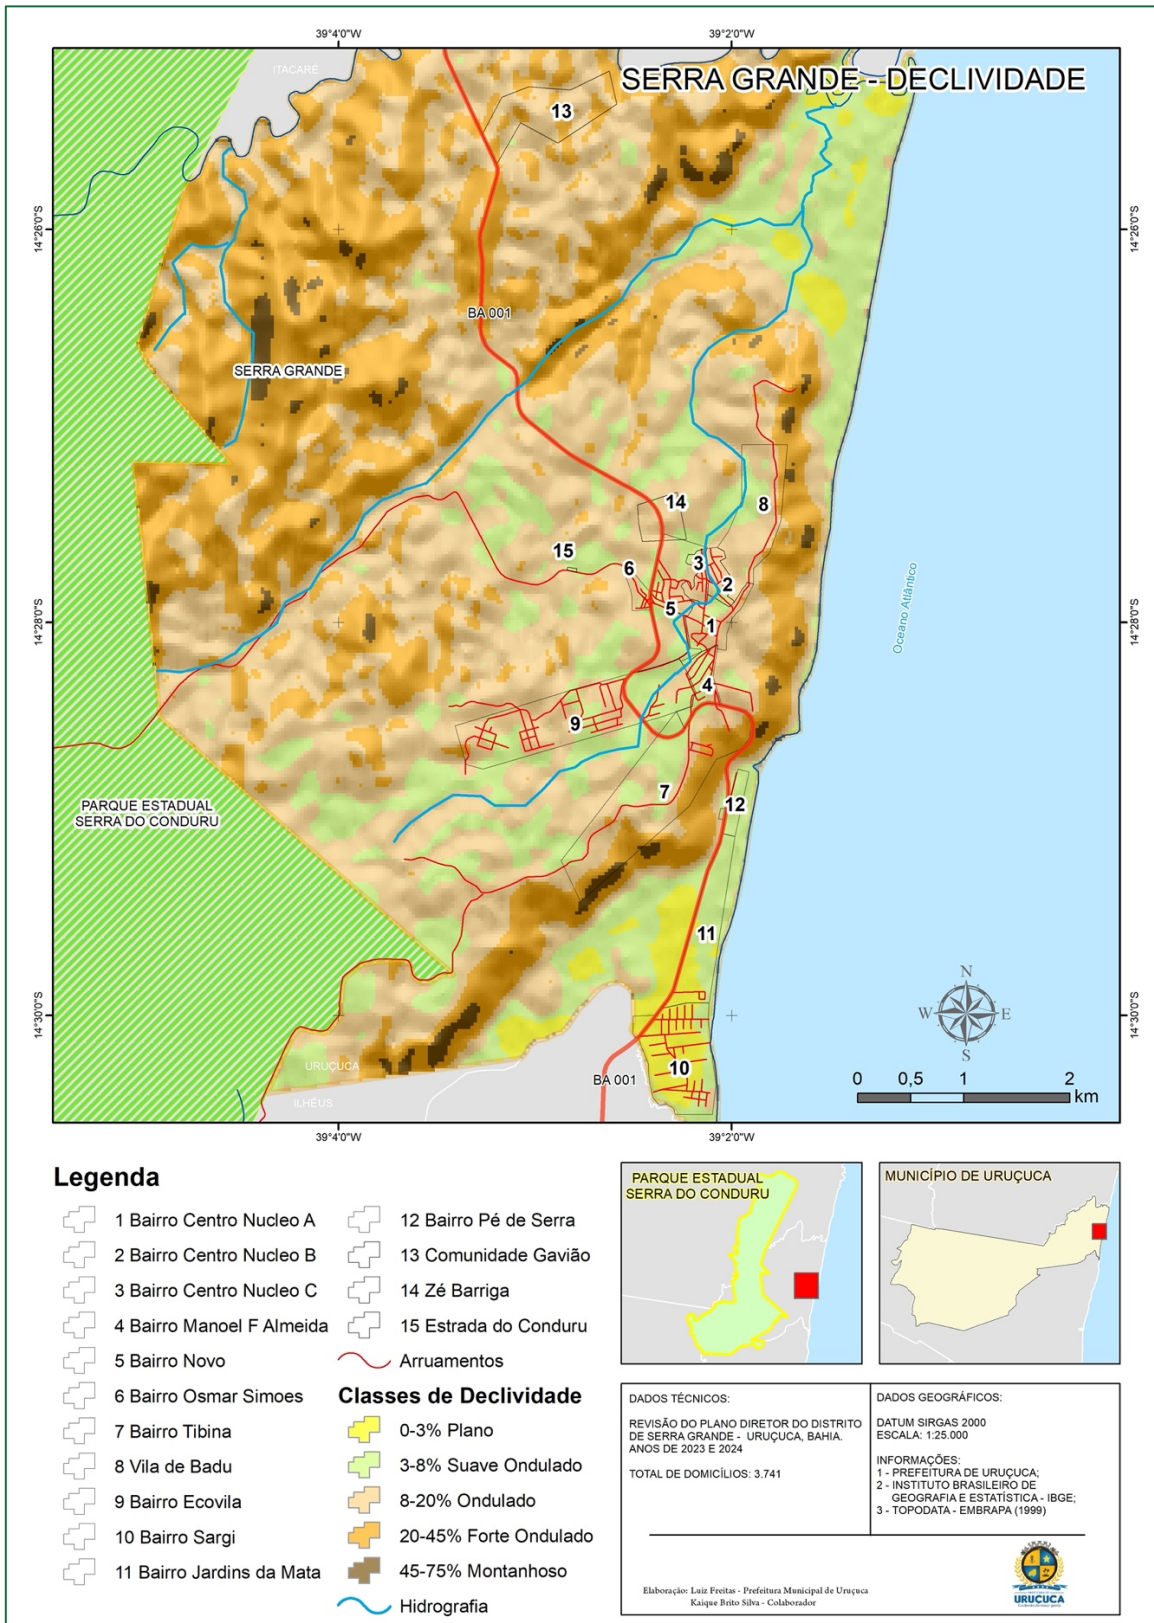 39°4'0"W
39°2'0"W
ITACARÉ
SERRA GRANDE - DECLIVIDADE
13
14°26'0"S
14°26'0"S
BA 001
SERRA GRANDE
14
8
15
3
6
2
5
1
Oceano Atlântico
14°28'0"S
14°28'0"S
4
9
7
12
PARQUE ESTADUAL
SERRA DO CONDURU
11
N
W
E
S
14°30'0"S
14°30'0"S
URUÇUCA
10
BA 001
ILHÉUS
0 0,5 1 2
km
39°4'0"W
39°2'0"W
Legenda
1 Bairro Centro Nucleo A
2 Bairro Centro Nucleo B
3 Bairro Centro Nucleo C
4 Bairro Manoel F Almeida
5 Bairro Novo
6 Bairro Osmar Simoes
7 Bairro Tibina
8 Vila de Badu
9 Bairro Ecovila
10 Bairro Sargi
11 Bairro Jardins da Mata
12 Bairro Pé de Serra
13 Comunidade Gavião
14 Zé Barriga
15 Estrada do Conduru
Arruamentos
Classes de Declividade
0-3% Plano
3-8% Suave Ondulado
8-20% Ondulado
20-45% Forte Ondulado
45-75% Montanhoso
Hidrografia
PARQUE ESTADUAL
SERRA DO CONDURU
MUNICÍPIO DE URUÇUCA
DADOS TÉCNICOS:
REVISÃO DO PLANO DIRETOR DO DISTRITO
DE SERRA GRANDE - URUÇUCA, BAHIA.
ANOS DE 2023 E 2024
TOTAL DE DOMICÍLIOS: 3.741
DADOS GEOGRÁFICOS:
DATUM SIRGAS 2000
ESCALA: 1:25.000
INFORMAÇÕES:
1 - PREFEITURA DE URUÇUCA;
2 - INSTITUTO BRASILEIRO DE
GEOGRAFIA E ESTATÍSTICA - IBGE;
3 - TOPODATA - EMBRAPA (1999)
Elaboração: Luiz Freitas - Prefeitura Municipal de Uruçuca
Kaique Brito Silva - Colaborador
URUÇUCA